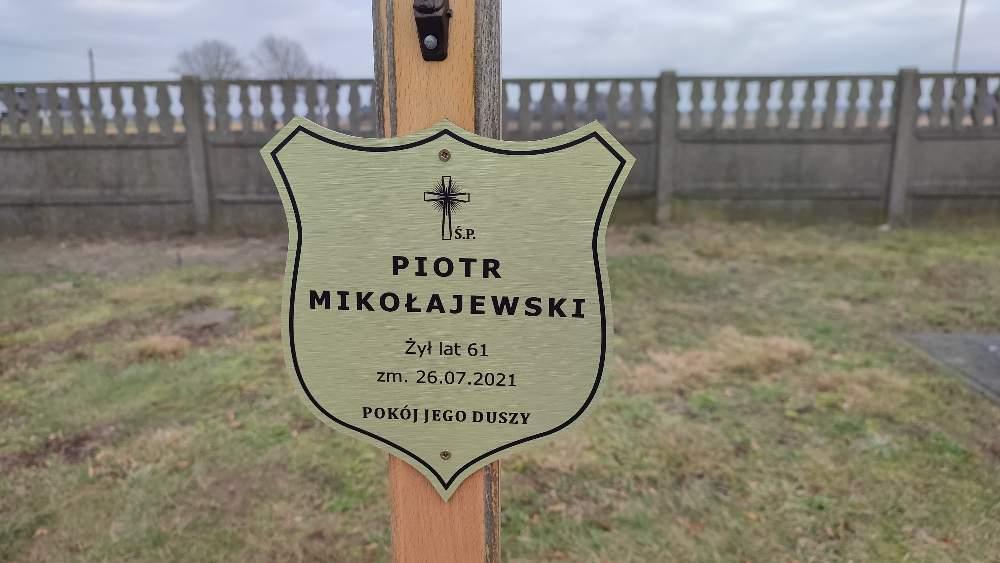 Ś.P.
PIOTR
MIKOŁAJEWSKI
Żył lat 61
zm. 26.07.2021
POKÓJ JEGO DUSZY